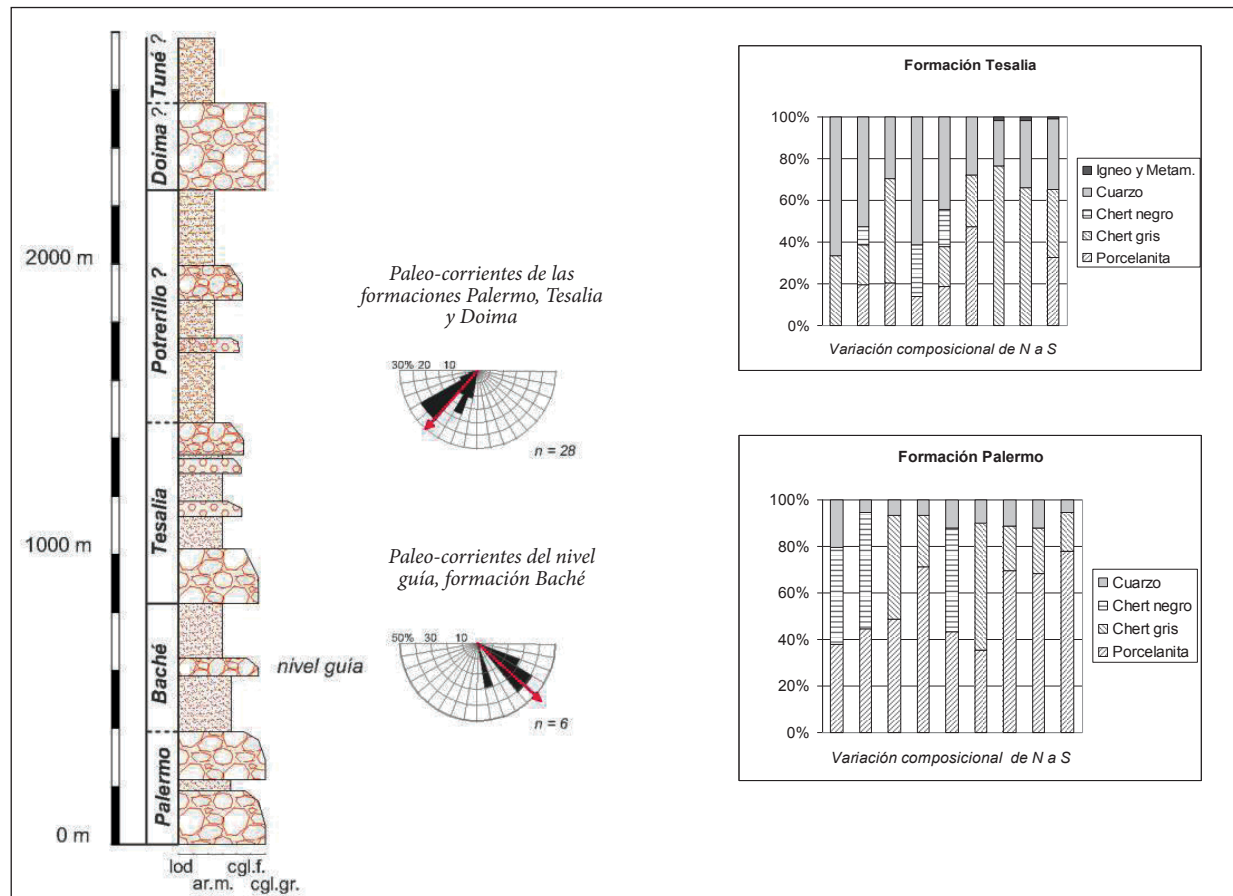 Tuné ?
Doima ?
Potrerillo ?
Tesalia
Baché
Palermo
2000 m
1000 m
0 m
nivel guía
lod
cgl.f.
ar.m.
cgl.gr.
Paleo-corrientes de las
formaciones Palermo, Tesalia
y Doima
30% 20 10
n = 28
Paleo-corrientes del nivel
guía, formación Baché
50% 30 10
n = 6
Formación Tesalia
100%
80%
60%
40%
20%
0%
Igneo y Metam.
Cuarzo
Chert negro
Chert gris
Porcelanita
Variación composicional de N a S
Formación Palermo
100%
80%
60%
40%
20%
0%
Cuarzo
Chert negro
Chert gris
Porcelanita
Variación composicional de N a S